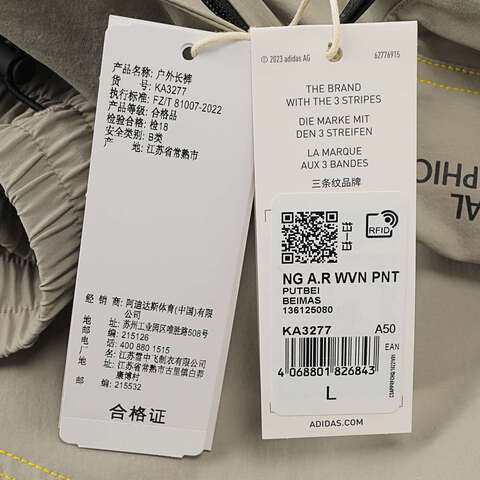 产品名称: 户外长裤
货 号: KA3277
执行标准: FZ/T 81007-2022
产品等级: 合格品
检验合格: 检18
安全类别: B类
产 地: 江苏省常熟市
经 销 商: 阿迪达斯体育(中国)有限
公司
地址: 苏州工业园区唯胜路508号
邮编: 215126
电话: 400 880 1515
制造商: 江苏雪中飞制衣有限公司
地址: 江苏省常熟市古里镇白茆
康博村
邮编: 215532
合格证
© 2023 adidas AG
62776915
THE BRAND
WITH THE 3 STRIPES
DIE MARKE MIT
DEN 3 STREIFEN
LA MARQUE
AUX 3 BANDES
三条纹品牌
RFID
NG A.R WVN PNT
PUTBEI
BEIMAS
136125080
KA3277 A50
EAN
4 068801 826843
L
ADIDAS.COM
AL
PHIC